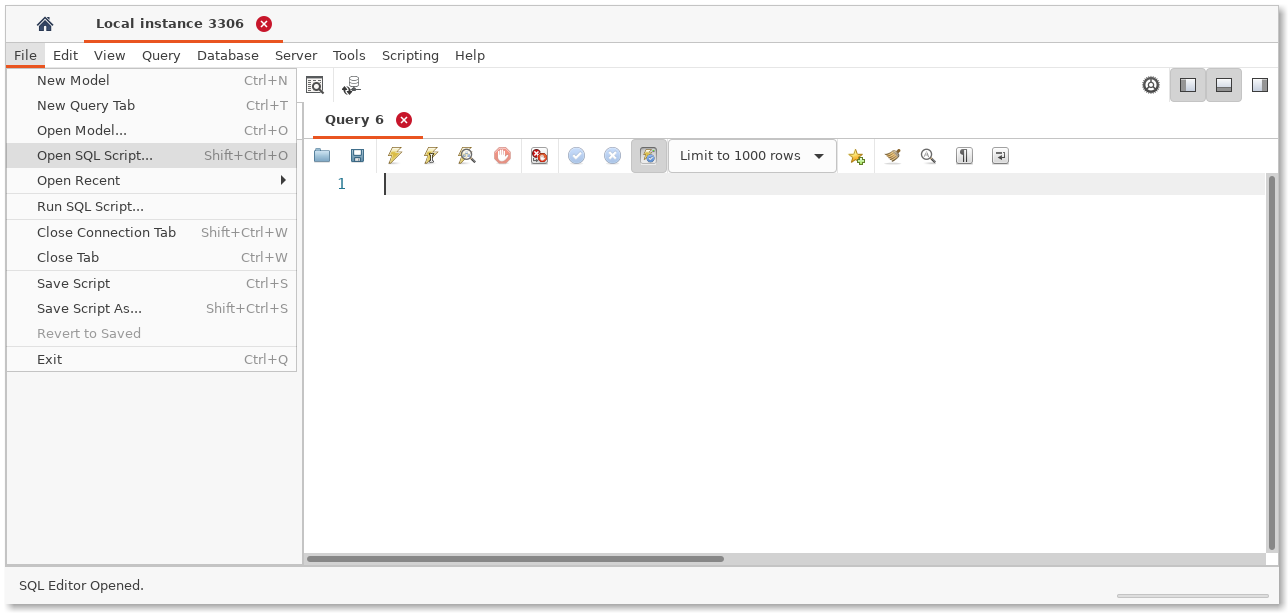 Local instance 3306
File Edit View Query Database Server Tools Scripting Help
New Model Ctrl+N
New Query Tab Ctrl+T
Open Model... Ctrl+O
Open SQL Script... Shift+Ctrl+O
Open Recent
Run SQL Script...
Close Connection Tab Shift+Ctrl+W
Close Tab Ctrl+W
Save Script Ctrl+S
Save Script As... Shift+Ctrl+S
Revert to Saved
Exit Ctrl+Q
Query 6
Limit to 1000 rows
1
SQL Editor Opened.